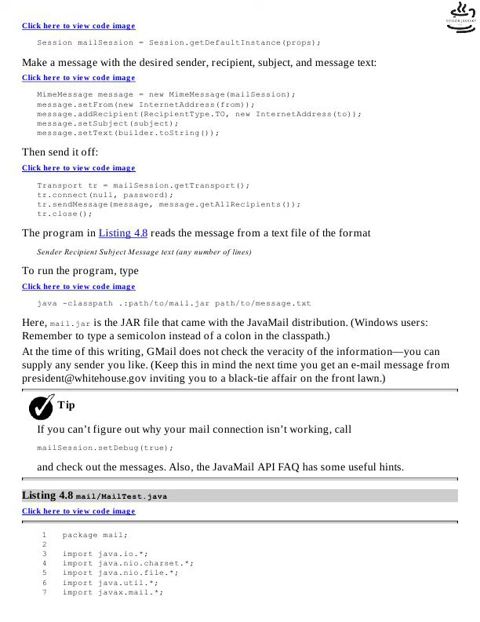 Click here to view code image
Session mailSession = Session.getDefaultInstance(props);
Make a message with the desired sender, recipient, subject, and message text:
Click here to view code image
MimeMessage message = new MimeMessage(mailSession);
message.setFrom(new InternetAddress(from));
message.addRecipient(RecipientType.TO, new InternetAddress(to));
message.setSubject(subject);
message.setText(builder.toString());
Then send it off:
Click here to view code image
Transport tr = mailSession.getTransport();
tr.connect(null, password);
tr.sendMessage(message, message.getAllRecipients());
tr.close();
The program in Listing 4.8 reads the message from a text file of the format
Sender Recipient Subject Message text (any number of lines)
To run the program, type
Click here to view code image
java -classpath .:path/to/mail.jar path/to/message.txt
Here, mail.jar is the JAR file that came with the JavaMail distribution. (Windows users:
Remember to type a semicolon instead of a colon in the classpath.)
At the time of this writing, GMail does not check the veracity of the information—you can
supply any sender you like. (Keep this in mind the next time you get an e-mail message from
president@whitehouse.gov inviting you to a black-tie affair on the front lawn.)
Tip
If you can’t figure out why your mail connection isn’t working, call
mailSession.setDebug(true);
and check out the messages. Also, the JavaMail API FAQ has some useful hints.
Listing 4.8 mail/MailTest.java
Click here to view code image
1 package mail;
2
3 import java.io.*;
4 import java.nio.charset.*;
5 import java.nio.file.*;
6 import java.util.*;
7 import javax.mail.*;